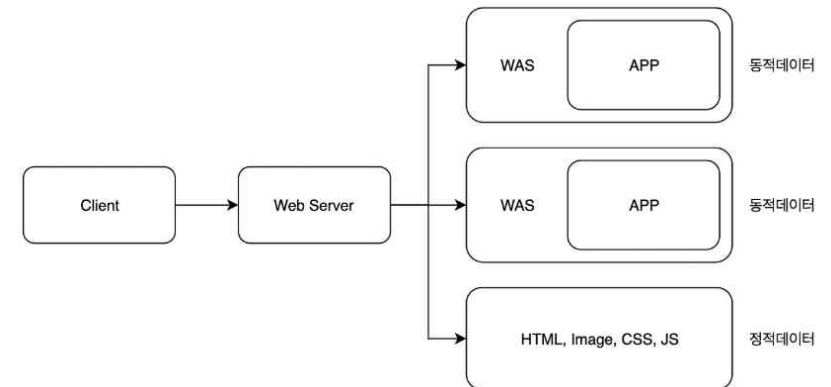 WAS
APP
동적데이터
Client
Web Server
WAS
APP
동적데이터
HTML, Image, CSS, JS
정적데이터